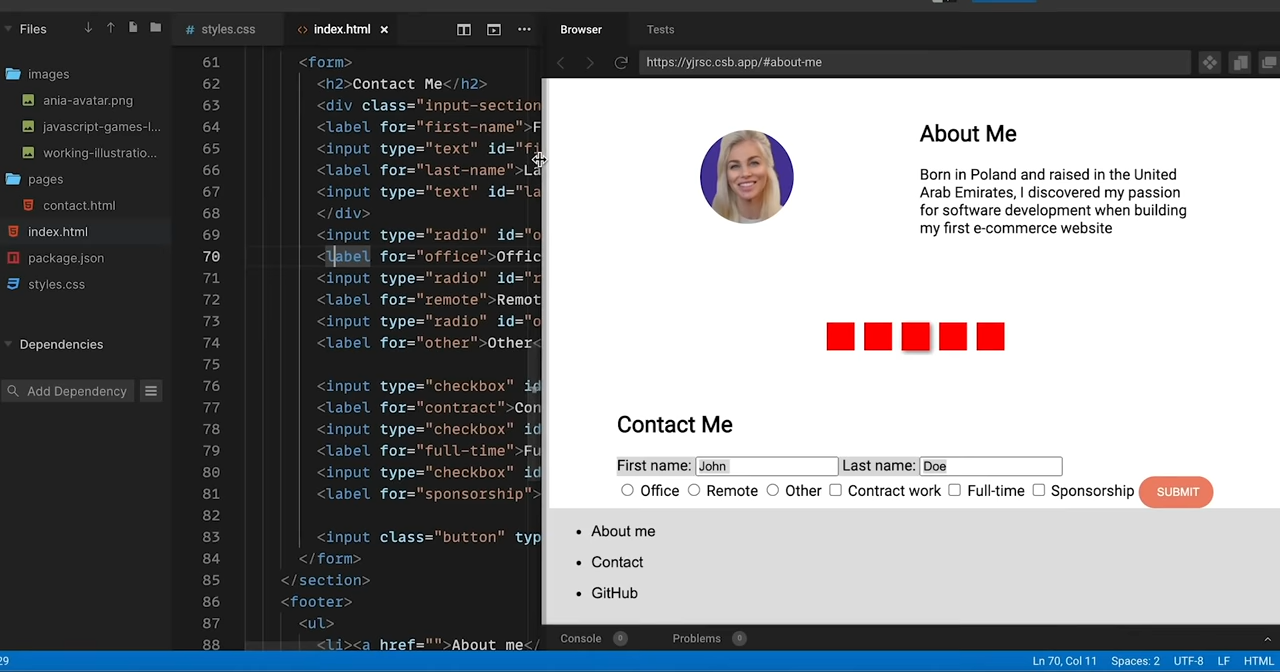 Files
styles.css
index.html
Browser
Tests
https://yjrsc.csb.app/#about-me
images
ania-avatar.png
javascript-games-l...
working-illustratio...
pages
contact.html
index.html
package.json
styles.css
Dependencies
Add Dependency
61 <form>
62 <h2>Contact Me</h2>
63 <div class="input-section
64 <label for="first-name">F
65 <input type="text" id="fi
66 <label for="last-name">La
67 <input type="text" id="la
68 </div>
69 <input type="radio" id="o
70 <label for="office">Offic
71 <input type="radio" id="r
72 <label for="remote">Remot
73 <input type="radio" id="o
74 <label for="other">Other<
75
76 <input type="checkbox" id
77 <label for="contract">Con
78 <input type="checkbox" id
79 <label for="full-time">Fu
80 <input type="checkbox" id
81 <label for="sponsorship">
82
83 <input class="button" typ
84 </form>
85 </section>
86 <footer>
87 <ul>
88 <li><a href="">About me</
About Me
Born in Poland and raised in the United
Arab Emirates, I discovered my passion
for software development when building
my first e-commerce website
Contact Me
First name: John Last name: Doe
Office Remote Other Contract work Full-time Sponsorship SUBMIT
• About me
• Contact
• GitHub
Console 0 Problems 0
29
Ln 70, Col 11 Spaces: 2 UTF-8 LF HTML